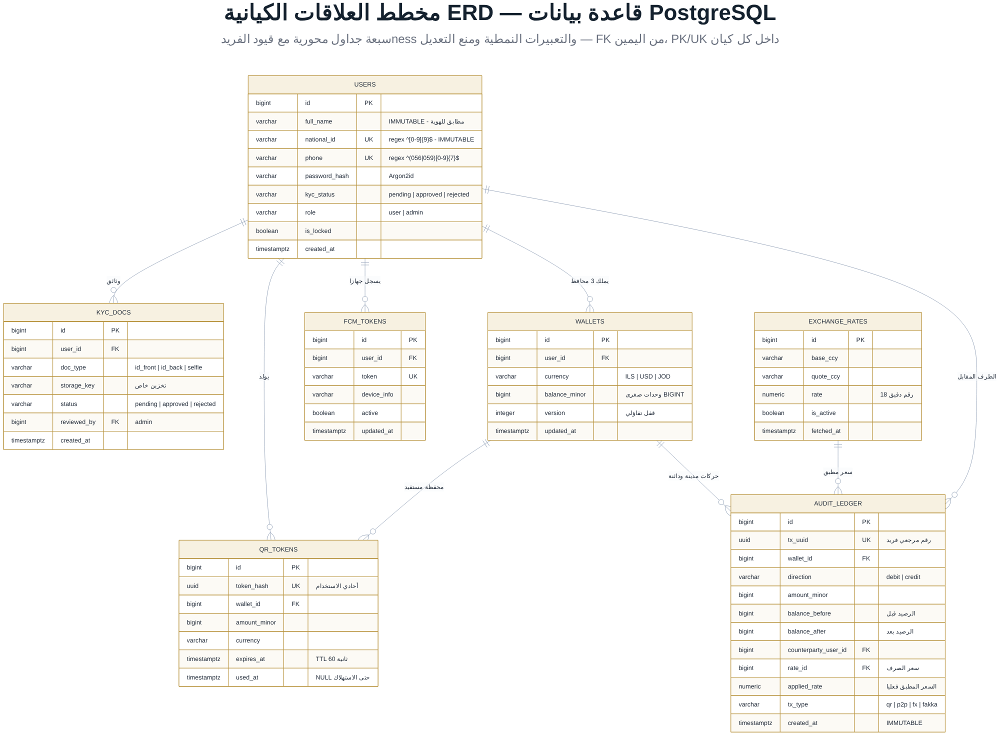 مخطط العلاقات الكيانية ERD — قاعدة بيانات PostgreSQL
سبعة جداول محورية مع قيود الفريدness والتعبيرات النمطية ومنع التعديل — FK من اليمين، PK/UK داخل كل كيان
USERS
bigint id PK
varchar full_name IMMUTABLE - مطابق للهوية
varchar national_id UK regex ^[0-9]{9}$ - IMMUTABLE
varchar phone UK regex ^(056|059)[0-9]{7}$
varchar password_hash Argon2id
varchar kyc_status pending | approved | rejected
varchar role user | admin
boolean is_locked
timestamptz created_at
وثائق
يسجل جهازا
يملك 3 محافظ
يولد
الطرف المقابل
KYC_DOCS
bigint id PK
bigint user_id FK
varchar doc_type id_front | id_back | selfie
varchar storage_key تخزين خاص
varchar status pending | approved | rejected
bigint reviewed_by FK admin
timestamptz created_at
FCM_TOKENS
bigint id PK
bigint user_id FK
varchar token UK
varchar device_info
boolean active
timestamptz updated_at
WALLETS
bigint id PK
bigint user_id FK
varchar currency ILS | USD | JOD
bigint balance_minor وحدات صغرى BIGINT
integer version قفل تفاؤلي
timestamptz updated_at
EXCHANGE_RATES
bigint id PK
varchar base_ccy
varchar quote_ccy
numeric rate رقم دقيق 18
boolean is_active
timestamptz fetched_at
محفظة مستفيد
حركات مدينة ودائنة
سعر مطبق
QR_TOKENS
bigint id PK
uuid token_hash UK أحادي الاستخدام
bigint wallet_id FK
bigint amount_minor
varchar currency
timestamptz expires_at TTL 60 ثانية
timestamptz used_at NULL حتى الاستهلاك
AUDIT_LEDGER
bigint id PK
uuid tx_uuid UK رقم مرجعي فريد
bigint wallet_id FK
varchar direction debit | credit
bigint amount_minor
bigint balance_before الرصيد قبل
bigint balance_after الرصيد بعد
bigint counterparty_user_id FK
bigint rate_id FK سعر الصرف
numeric applied_rate السعر المطبق فعليا
varchar tx_type qr | p2p | fx | fakka
timestamptz created_at IMMUTABLE